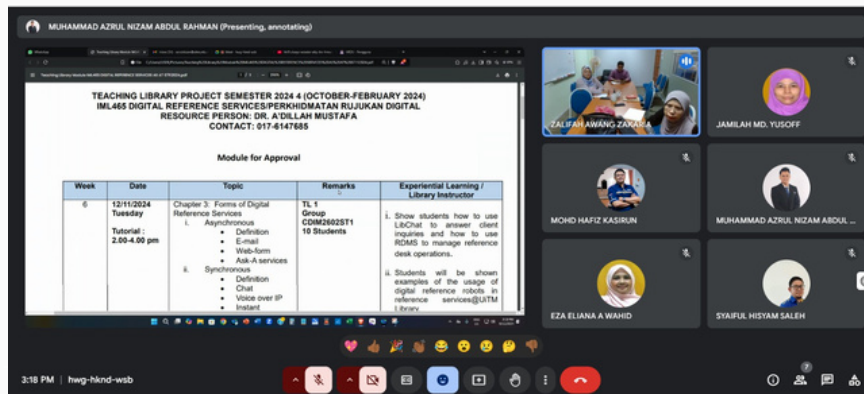 MUHAMMAD AZRUL NIZAM ABDUL RAHMAN (Presenting, annotating)
TEACHING LIBRARY PROJECT SEMESTER 2024 4 (OCTOBER-FEBRUARY 2024)
IML465 DIGITAL REFERENCE SERVICES/PERKHIDMATAN RUJUKAN DIGITAL
RESOURCE PERSON: DR. A'DILLAH MUSTAFA
CONTACT: 017-6147685
Module for Approval
Week Date Topic Remarks Experiential Learning /
Library Instructor
6
12/11/2024
Tuesday
Tutorial :
2.00-4.00 pm
Chapter 3: Forms of Digital
Reference Services
i. Asynchronous
• Definition
• E-mail
• Web-form
• Ask-A services
ii. Synchronous
• Definition
• Chat
• Voice over IP
• Instant
TL 1
Group
CDIM2602ST1
10 Students
i. Show students how to use
LibChat to answer client
inquiries and how to use
RDMS to manage reference
desk operations.
ii. Students will be shown
examples of the usage of
digital reference robots in
reference services@UiTM
Library
ZALIFAH AWANG ZAKARIA
JAMILAH MD. YUSOFF
MOHD HAFIZ KASIRUN
MUHAMMAD AZRUL NIZAM ABDUL ...
EZA ELIANA A WAHID
SYAIFUL HISYAM SALEH
3:18 PM | hwg-hknd-wsb
7